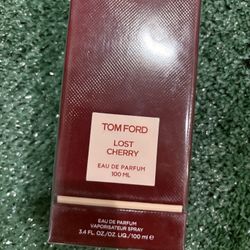 TOM FORD
LOST
CHERRY
EAU DE PARFUM
100 ML
EAU DE PARFUM
VAPORISATEUR SPRAY
3.4 FL. OZ./OZ. LIQ./100 ml ℮